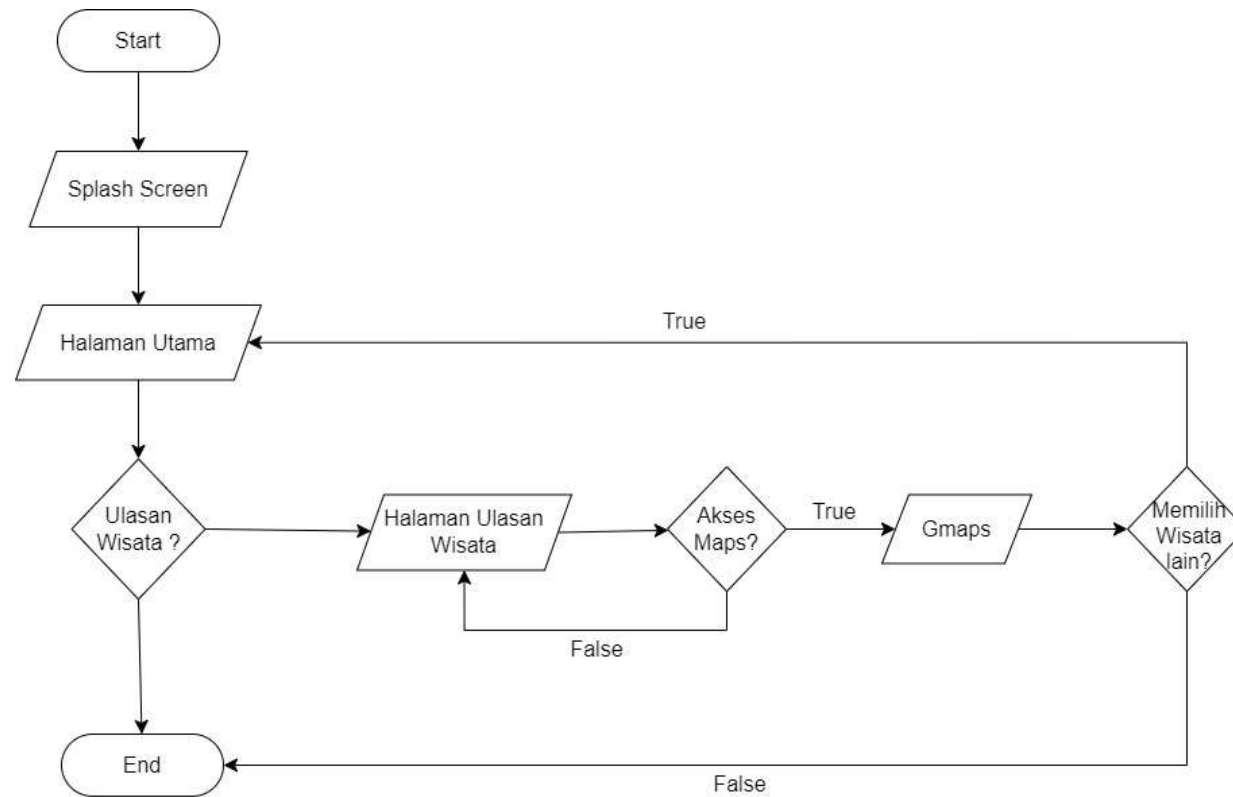 Start
Splash Screen
Halaman Utama
True
Ulasan
Wisata ?
Halaman Ulasan
Wisata
Akses
Maps?
True
Gmaps
Memilih
Wisata
lain?
False
End
False